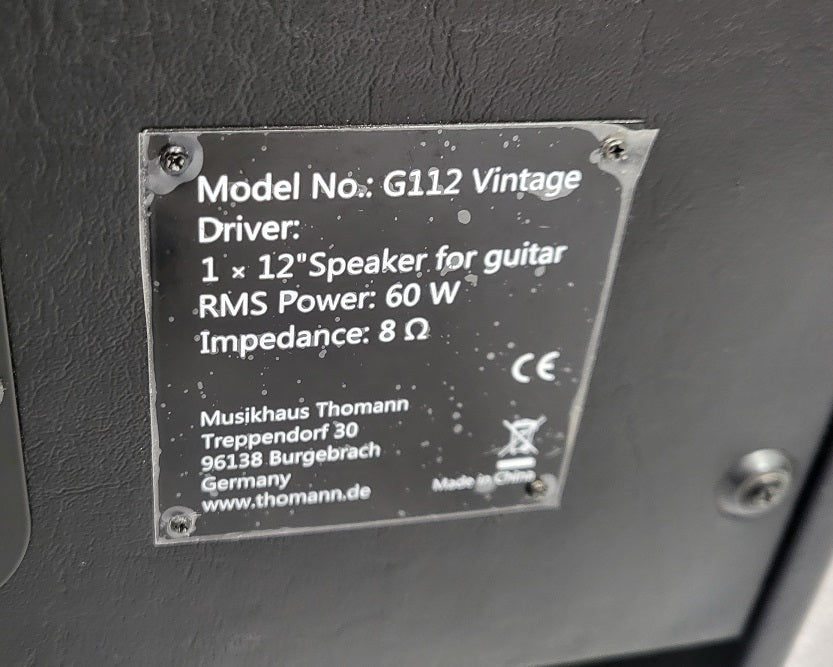 Model No.: G112 Vintage
Driver:
1 × 12"Speaker for guitar
RMS Power: 60 W
Impedance: 8 Ω
CE
Musikhaus Thomann
Treppendorf 30
96138 Burgebrach
Germany
www.thomann.de
Made in China